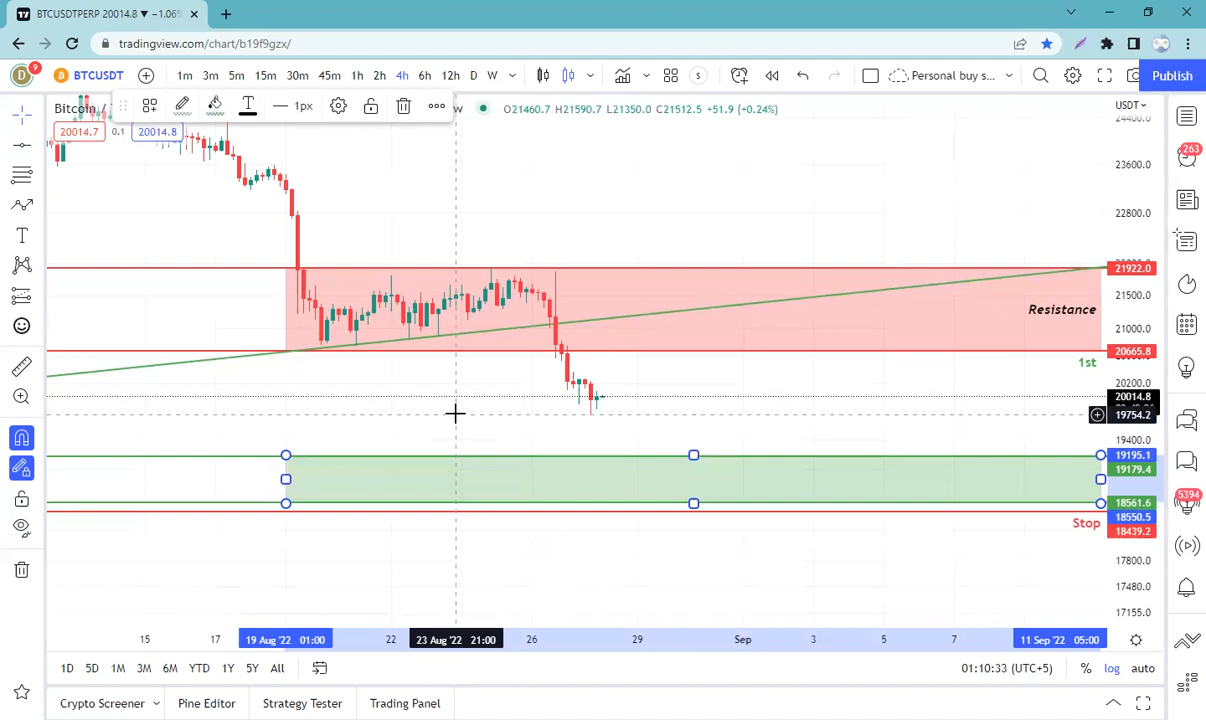 BTCUSDTPERP 20014.8 ▼ −1.06%
tradingview.com/chart/b19f9gzx/
D
9
BTCUSDT
1m 3m 5m 15m 30m 45m 1h 2h 4h 6h 12h D W
Personal buy s...
Publish
Bitcoin /
1px
O21460.7 H21590.7 L21350.0 C21512.5 +51.9 (+0.24%)
USDT
20014.7 0.1 20014.8
24400.0
23600.0
22800.0
21922.0
21500.0
Resistance
21000.0
20665.8
1st
20200.0
20014.8
19754.2
19400.0
19195.1
19179.4
18561.6
18550.5
Stop
18439.2
17800.0
17480.0
17155.0
263
5394
15 17 19 Aug '22 01:00 22 23 Aug '22 21:00 26 29 Sep 3 5 7 11 Sep '22 05:00
1D 5D 1M 3M 6M YTD 1Y 5Y All
01:10:33 (UTC+5) % log auto
Crypto Screener Pine Editor Strategy Tester Trading Panel